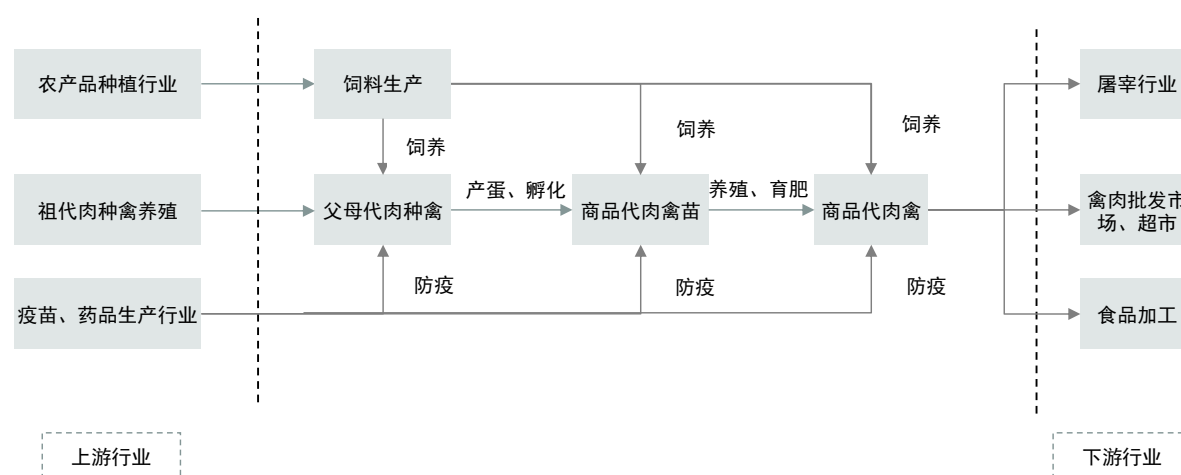 农产品种植行业
饲料生产
屠宰行业
饲养
饲养
饲养
祖代肉种禽养殖
父母代肉种禽
产蛋、孵化
商品代肉禽苗
养殖、育肥
商品代肉禽
禽肉批发市
场、超市
防疫
防疫
防疫
疫苗、药品生产行业
食品加工
上游行业
下游行业